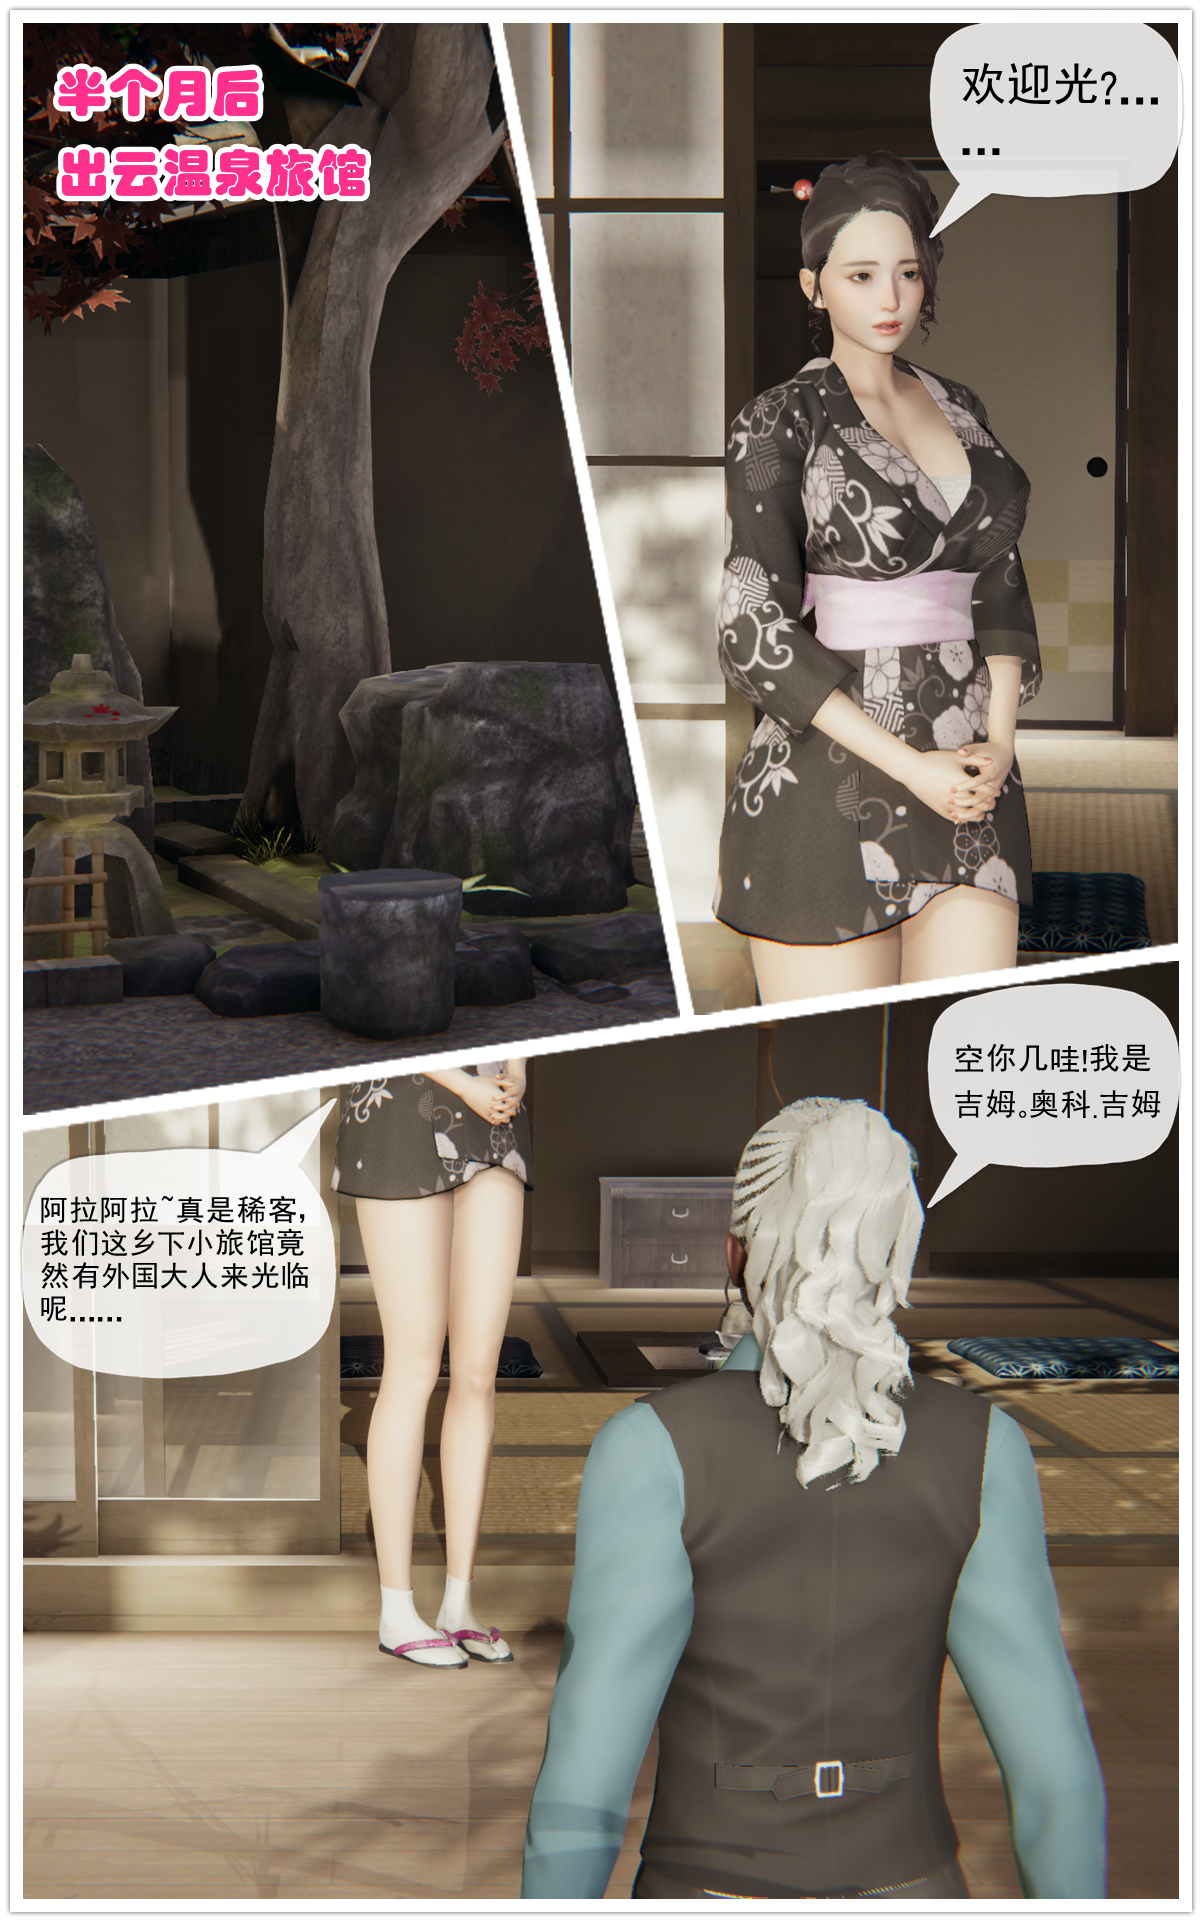 半个月后
出云温泉旅馆
欢迎光?...
...
空你几哇!我是
吉姆。奥科.吉姆
阿拉阿拉~真是稀客,
我们这乡下小旅馆竟
然有外国大人来光临
呢......